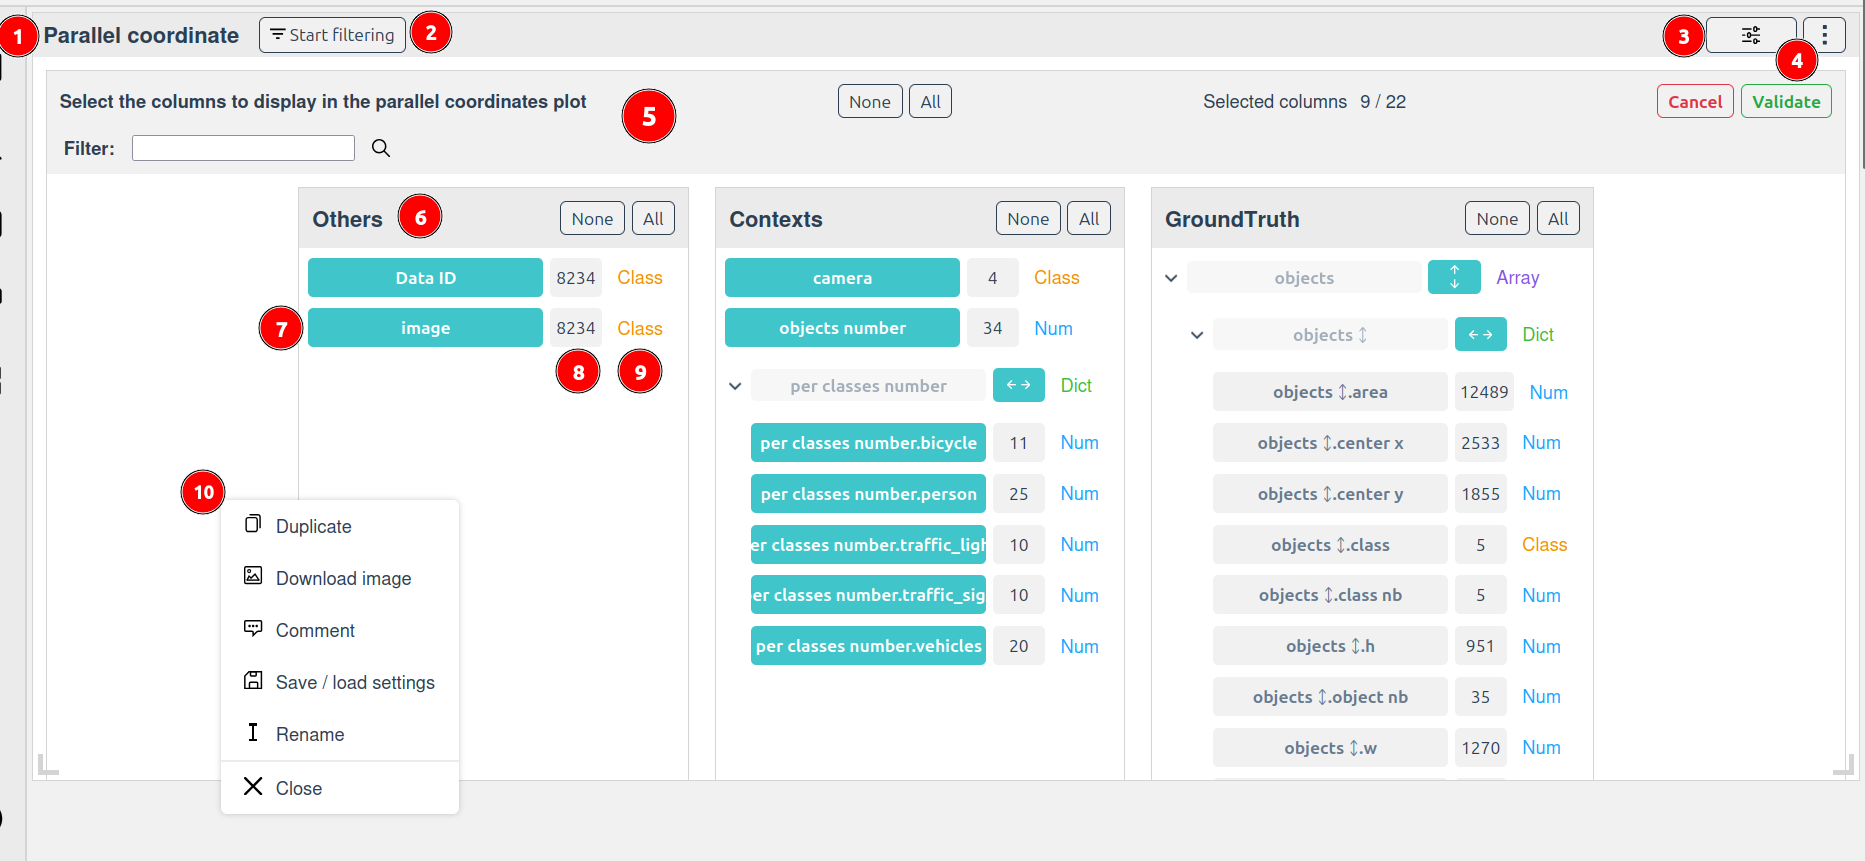 1 Parallel coordinate Start filtering 2 3 4
Select the columns to display in the parallel coordinates plot 5 None All Selected columns 9 / 22 Cancel Validate
Filter:
Others 6 None All
Data ID 8234 Class
7 image 8234 Class
8 9
Contexts None All
camera 4 Class
objects number 34 Num
per classes number ←→ Dict
per classes number.bicycle 11 Num
per classes number.person 25 Num
er classes number.traffic_ligh 10 Num
er classes number.traffic_sig 10 Num
per classes number.vehicles 20 Num
GroundTruth None All
objects ↑↓ Array
objects ↕ ←→ Dict
objects ↕.area 12489 Num
objects ↕.center x 2533 Num
objects ↕.center y 1855 Num
objects ↕.class 5 Class
objects ↕.class nb 5 Num
objects ↕.h 951 Num
objects ↕.object nb 35 Num
objects ↕.w 1270 Num
10
Duplicate
Download image
Comment
Save / load settings
Rename
Close